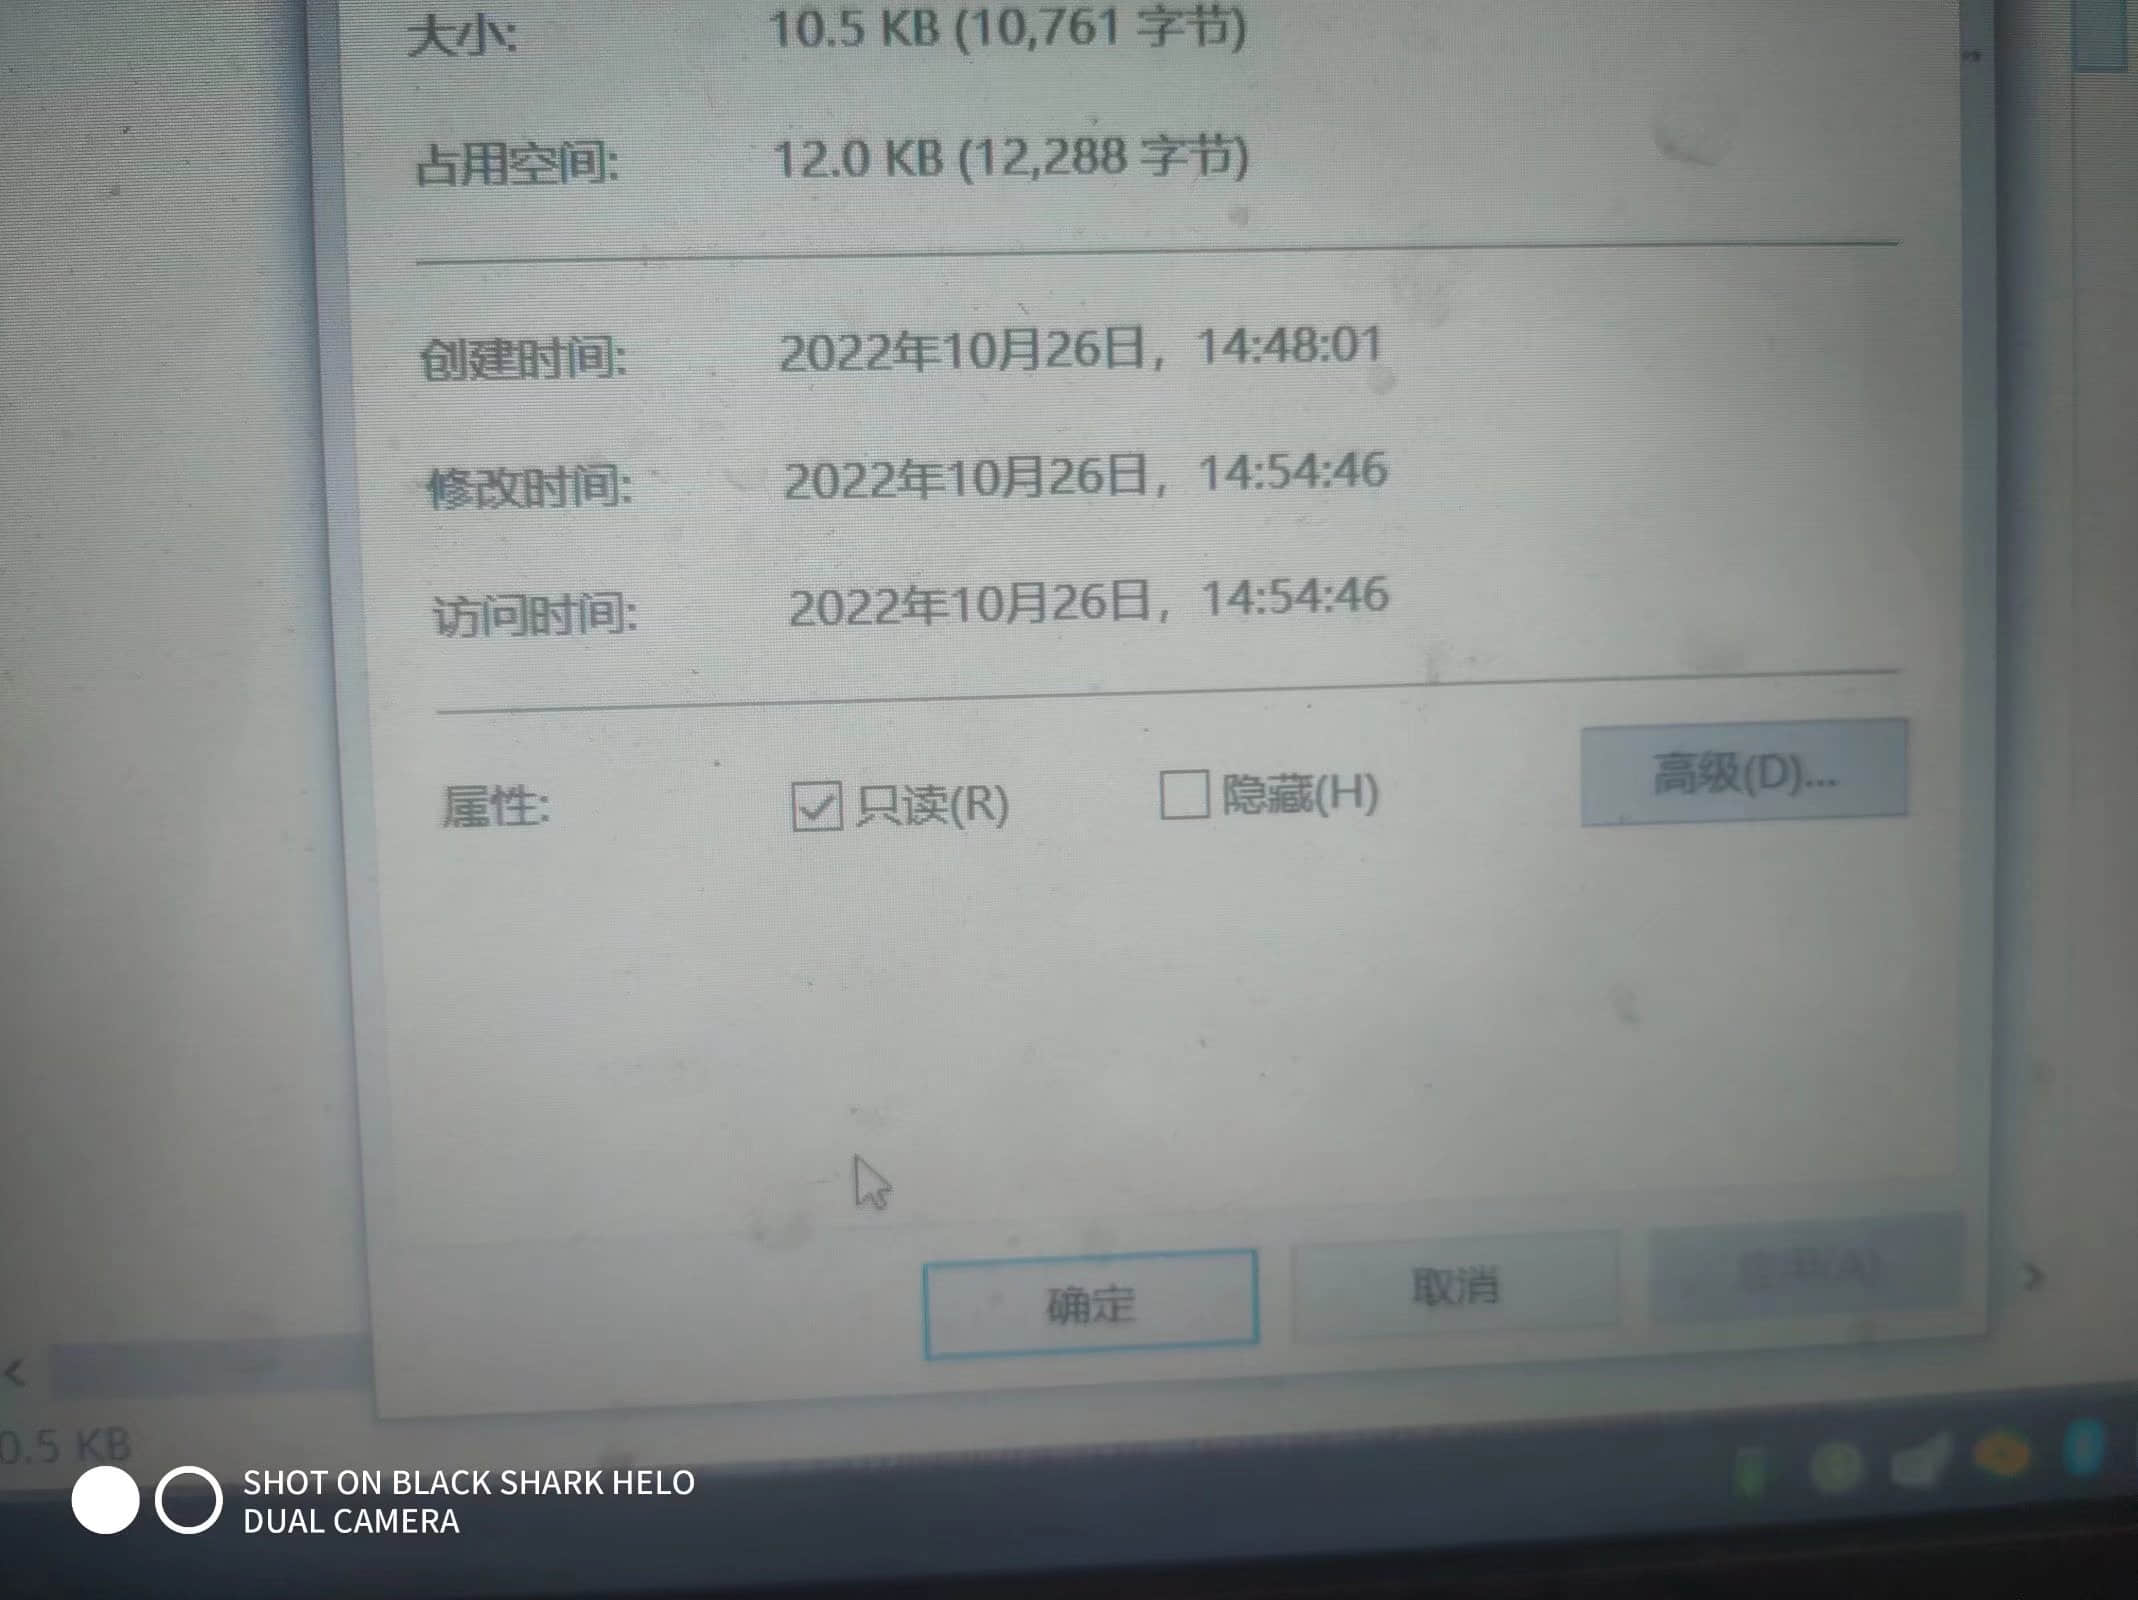 大小: 10.5 KB (10,761 字节)
占用空间: 12.0 KB (12,288 字节)
创建时间: 2022年10月26日，14:48:01
修改时间: 2022年10月26日，14:54:46
访问时间: 2022年10月26日，14:54:46
属性: 只读(R) 隐藏(H) 高级(D)...
确定 取消 应用(A)
0.5 KB
SHOT ON BLACK SHARK HELO
DUAL CAMERA